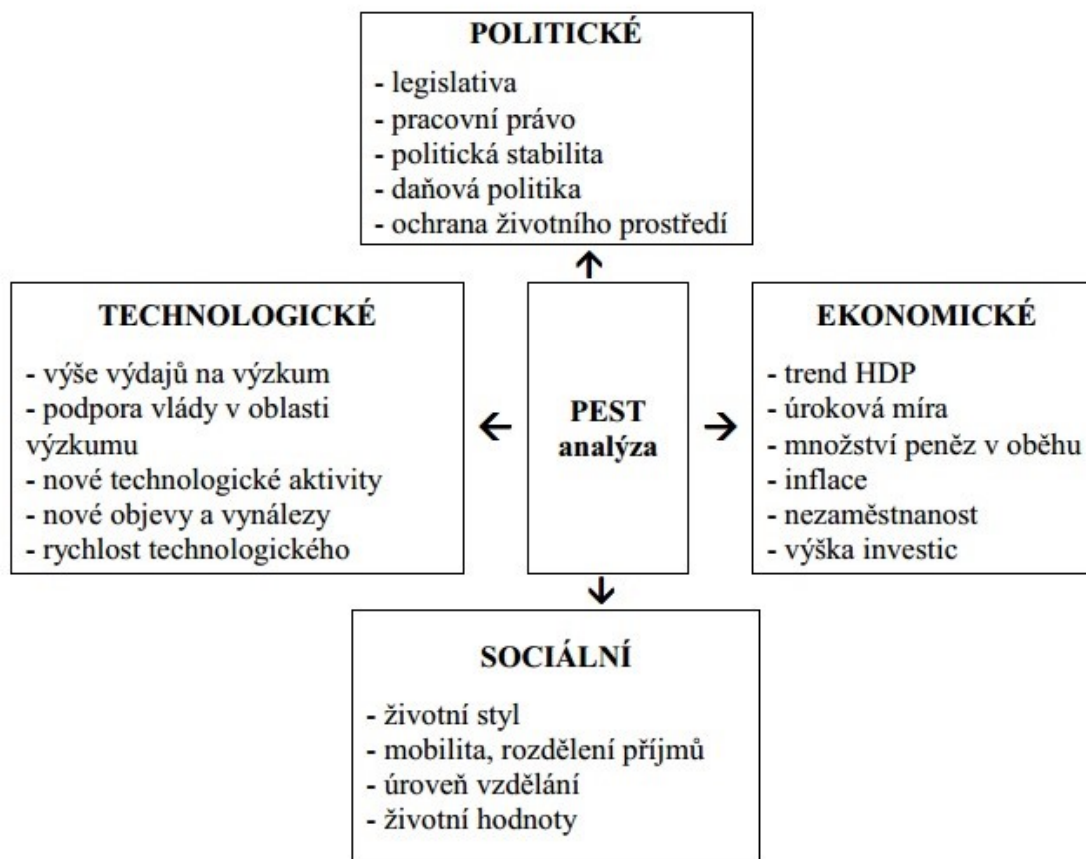 POLITICKÉ
- legislativa
- pracovní právo
- politická stabilita
- daňová politika
- ochrana životního prostředí
TECHNOLOGICKÉ
- výše výdajů na výzkum
- podpora vlády v oblasti
výzkumu
- nové technologické aktivity
- nové objevy a vynálezy
- rychlost technologického
PEST
analýza
EKONOMICKÉ
- trend HDP
- úroková míra
- množství peněz v oběhu
- inflace
- nezaměstnanost
- výška investic
SOCIÁLNÍ
- životní styl
- mobilita, rozdělení příjmů
- úroveň vzdělání
- životní hodnoty